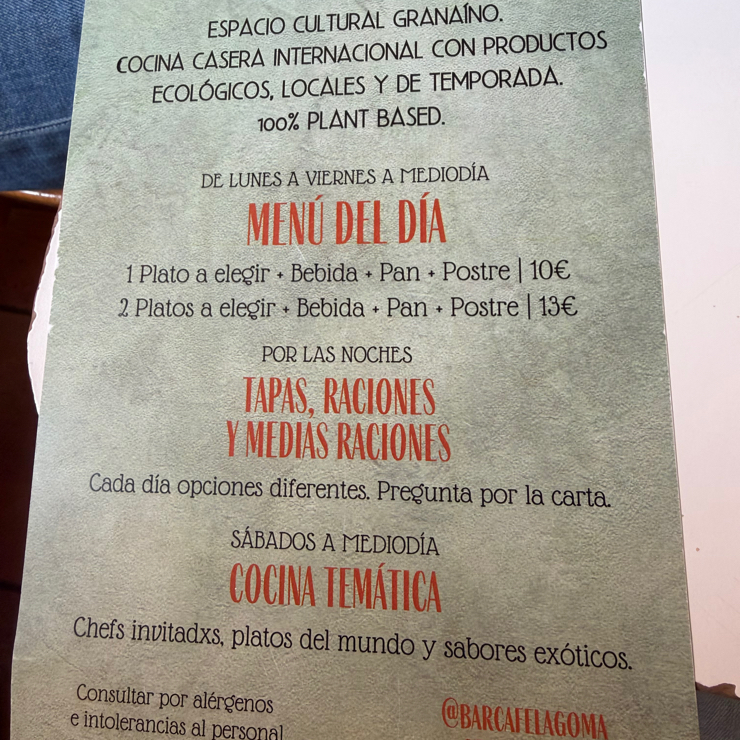 ESPACIO CULTURAL GRANAÍNO.
COCINA CASERA INTERNACIONAL CON PRODUCTOS
ECOLÓGICOS, LOCALES Y DE TEMPORADA.
100% PLANT BASED.
DE LUNES A VIERNES A MEDIODÍA
MENÚ DEL DÍA
1 Plato a elegir + Bebida + Pan + Postre | 10€
2 Platos a elegir + Bebida + Pan + Postre | 13€
POR LAS NOCHES
TAPAS, RACIONES
Y MEDIAS RACIONES
Cada día opciones diferentes. Pregunta por la carta.
SÁBADOS A MEDIODÍA
COCINA TEMÁTICA
Chefs invitadxs, platos del mundo y sabores exóticos.
Consultar por alérgenos
e intolerancias al personal
@BARCAFELAGOMA